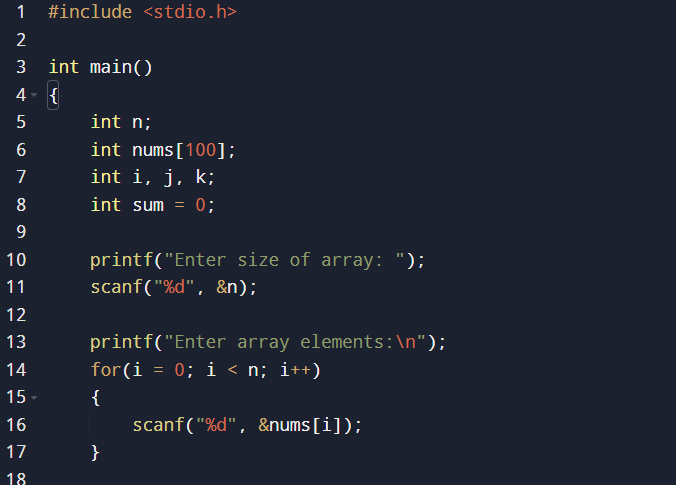 1 #include <stdio.h>
2
3 int main()
4 {
5 int n;
6 int nums[100];
7 int i, j, k;
8 int sum = 0;
9
10 printf("Enter size of array: ");
11 scanf("%d", &n);
12
13 printf("Enter array elements:\n");
14 for(i = 0; i < n; i++)
15 {
16 scanf("%d", &nums[i]);
17 }
18